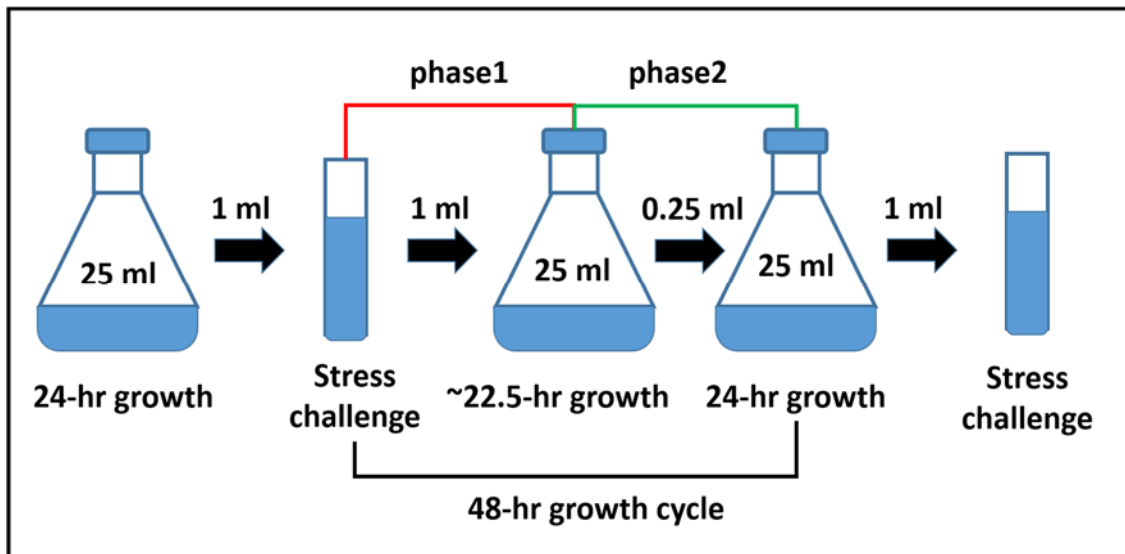 phase1
phase2
1 ml
1 ml
0.25 ml
1 ml
25 ml
25 ml
25 ml
24-hr growth
Stress
challenge
~22.5-hr growth
24-hr growth
Stress
challenge
48-hr growth cycle